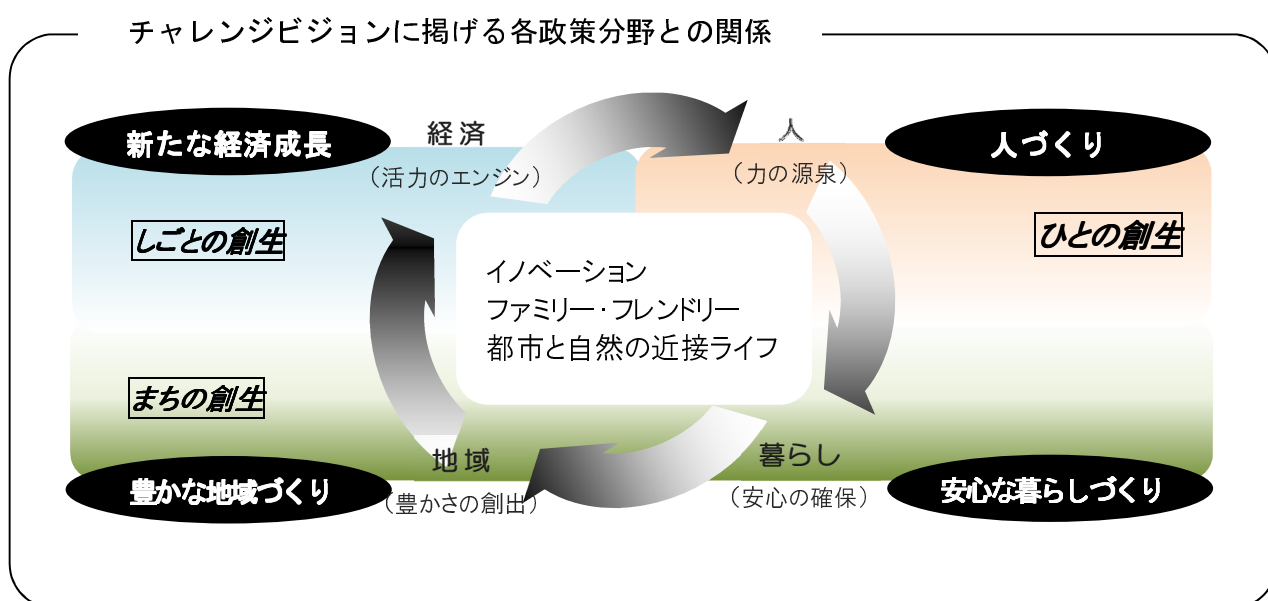 チャレンジビジョンに掲げる各政策分野との関係
新たな経済成長
経済
（活力のエンジン）
人
（力の源泉）
人づくり
しごとの創生
ひとの創生
イノベーション
ファミリー・フレンドリー
都市と自然の近接ライフ
まちの創生
豊かな地域づくり
地域
（豊かさの創出）
暮らし
（安心の確保）
安心な暮らしづくり